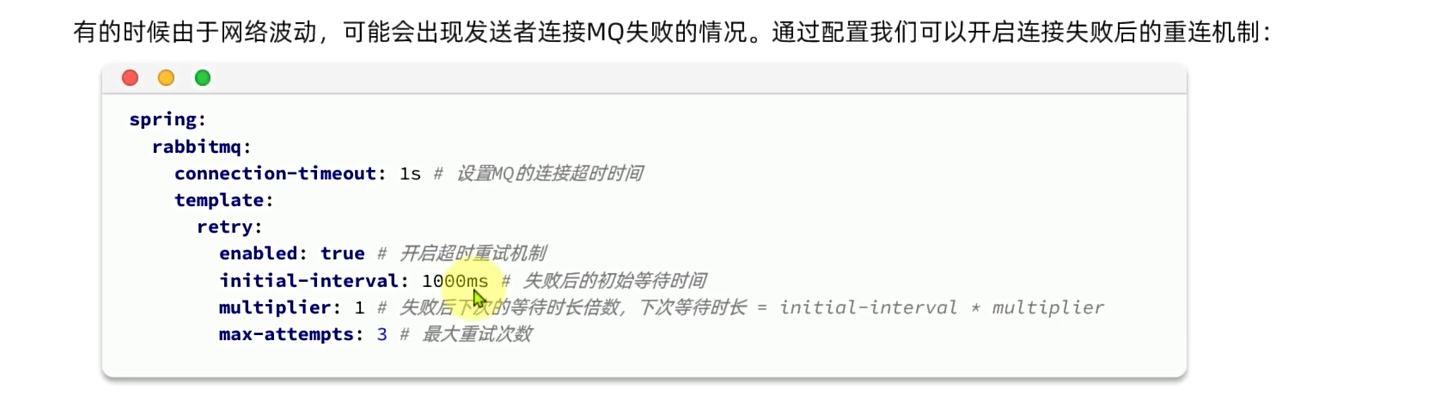 有的时候由于网络波动，可能会出现发送者连接MQ失败的情况。通过配置我们可以开启连接失败后的重连机制：
spring:
  rabbitmq:
    connection-timeout: 1s # 设置MQ的连接超时时间
    template:
      retry:
        enabled: true # 开启超时重试机制
        initial-interval: 1000ms # 失败后的初始等待时间
        multiplier: 1 # 失败后下次的等待时长倍数，下次等待时长 = initial-interval * multiplier
        max-attempts: 3 # 最大重试次数